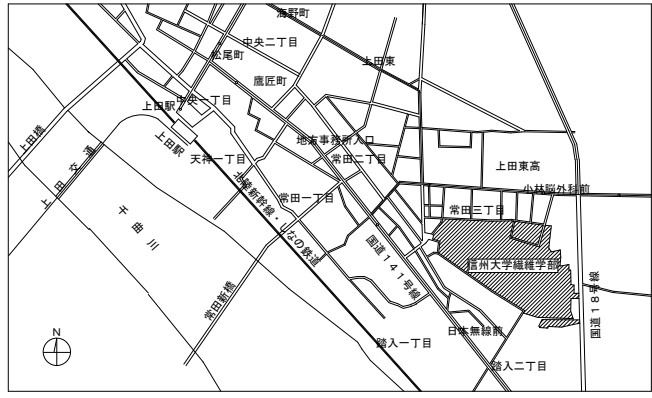 海野町
中央二丁目
松尾町
上田東
鷹匠町
上田駅
中央一丁目
上田橋
上田駅
地方事務所入口
天神一丁目
常田二丁目
上田東高
上田交通
小林脳外科前
北陸新幹線・しなの鉄道
常田一丁目
常田三丁目
千曲川
国道141号線
信州大学繊維学部
国道18号線
常田新橋
日本無線前
踏入一丁目
踏入二丁目
N